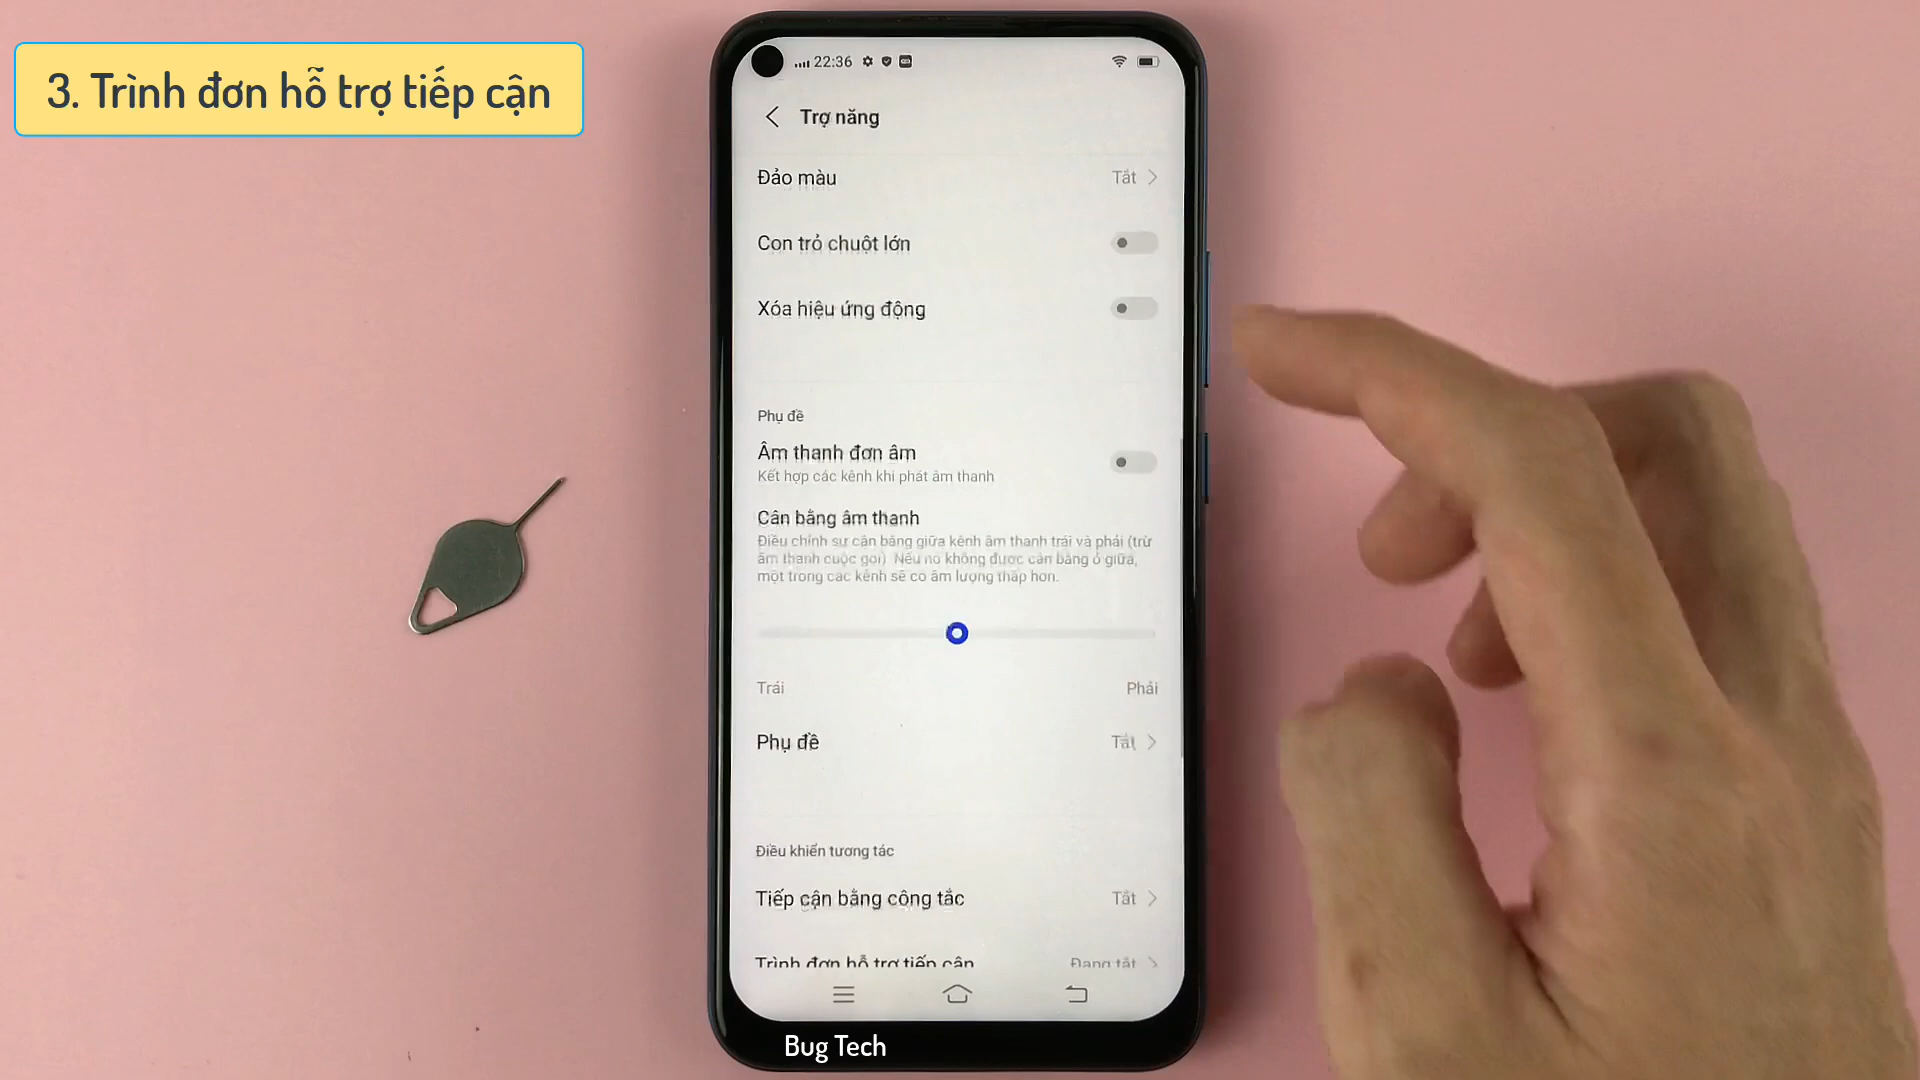 3. Trình đơn hỗ trợ tiếp cận
22:36
Trợ năng
Đảo màu
Tắt
Con trỏ chuột lớn
Xóa hiệu ứng động
Phụ đề
Âm thanh đơn âm
Kết hợp các kênh khi phát âm thanh
Cân bằng âm thanh
Điều chỉnh sự cân bằng giữa kênh âm thanh trái và phải (trừ
âm thanh cuộc gọi). Nếu nó không được cân bằng ở giữa,
một trong các kênh sẽ có âm lượng thấp hơn.
Trái
Phải
Phụ đề
Tắt
Điều khiển tương tác
Tiếp cận bằng công tắc
Tắt
Trình đơn hỗ trợ tiếp cận
Đang tắt
Bug Tech